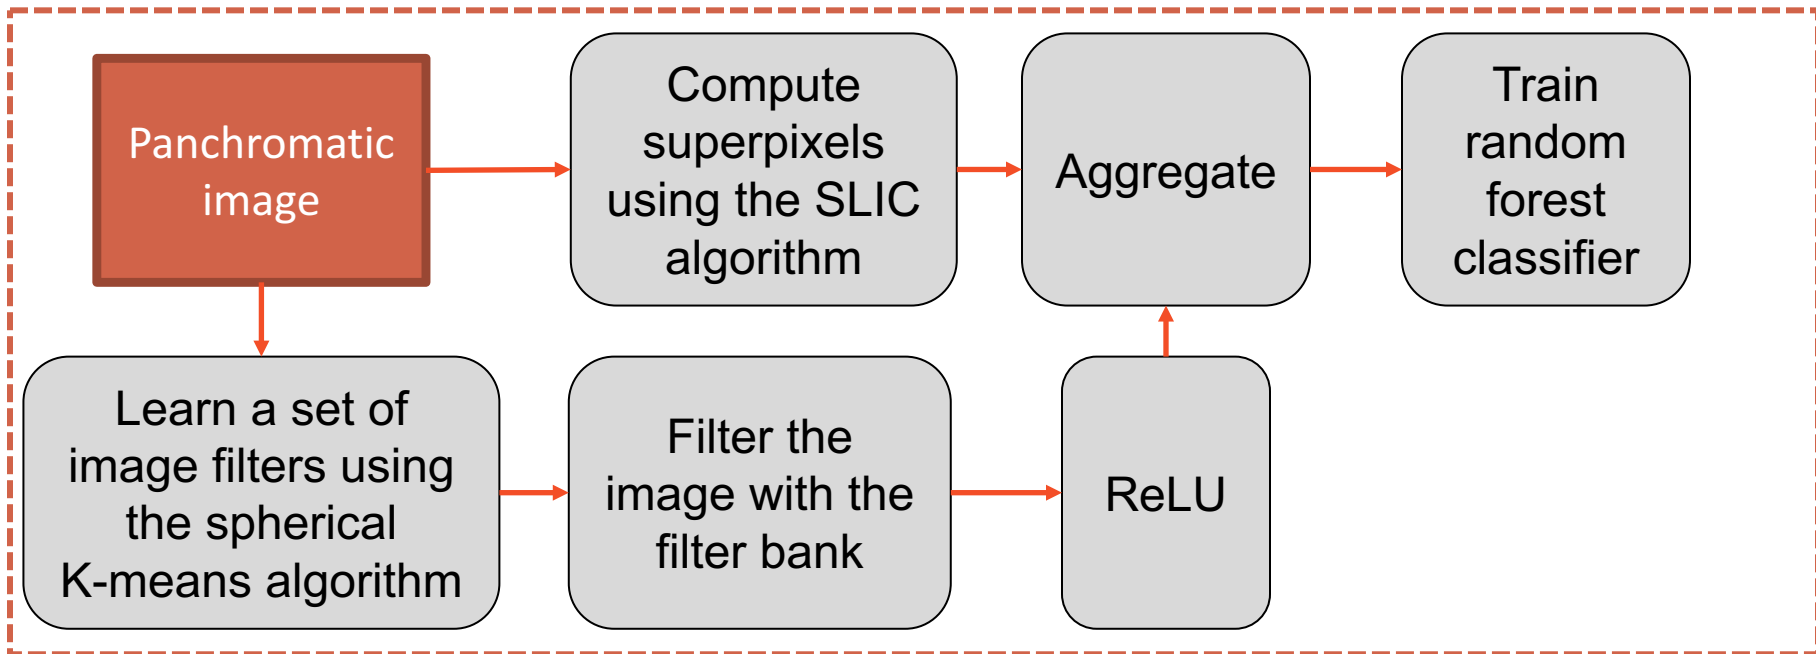 Panchromatic
image
Compute
superpixels
using the SLIC
algorithm
Aggregate
Train
random
forest
classifier
Learn a set of
image filters using
the spherical
K-means algorithm
Filter the
image with the
filter bank
ReLU